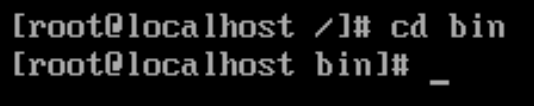 [root@localhost /]# cd bin
[root@localhost bin]# _